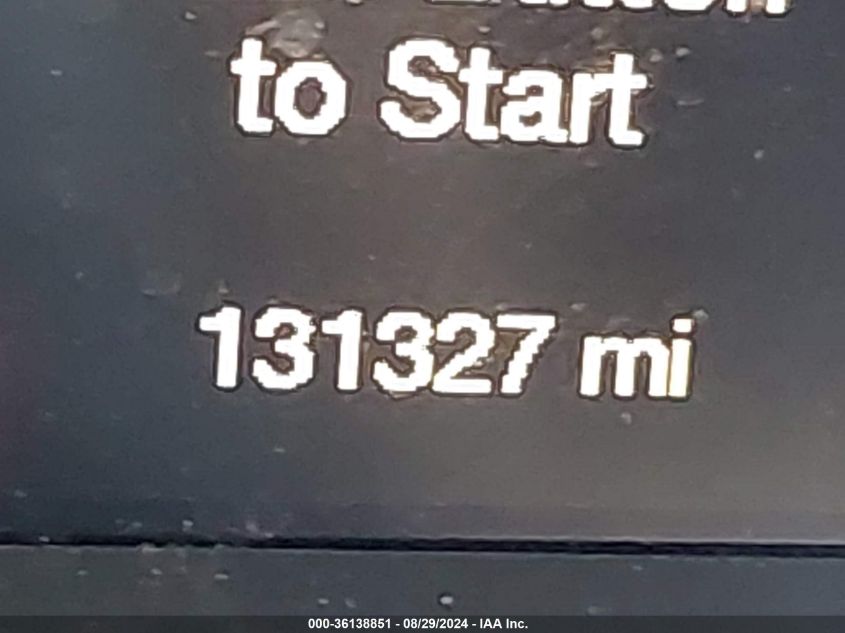 to Start
131327 mi
000-36138851 - 08/29/2024 - IAA Inc.